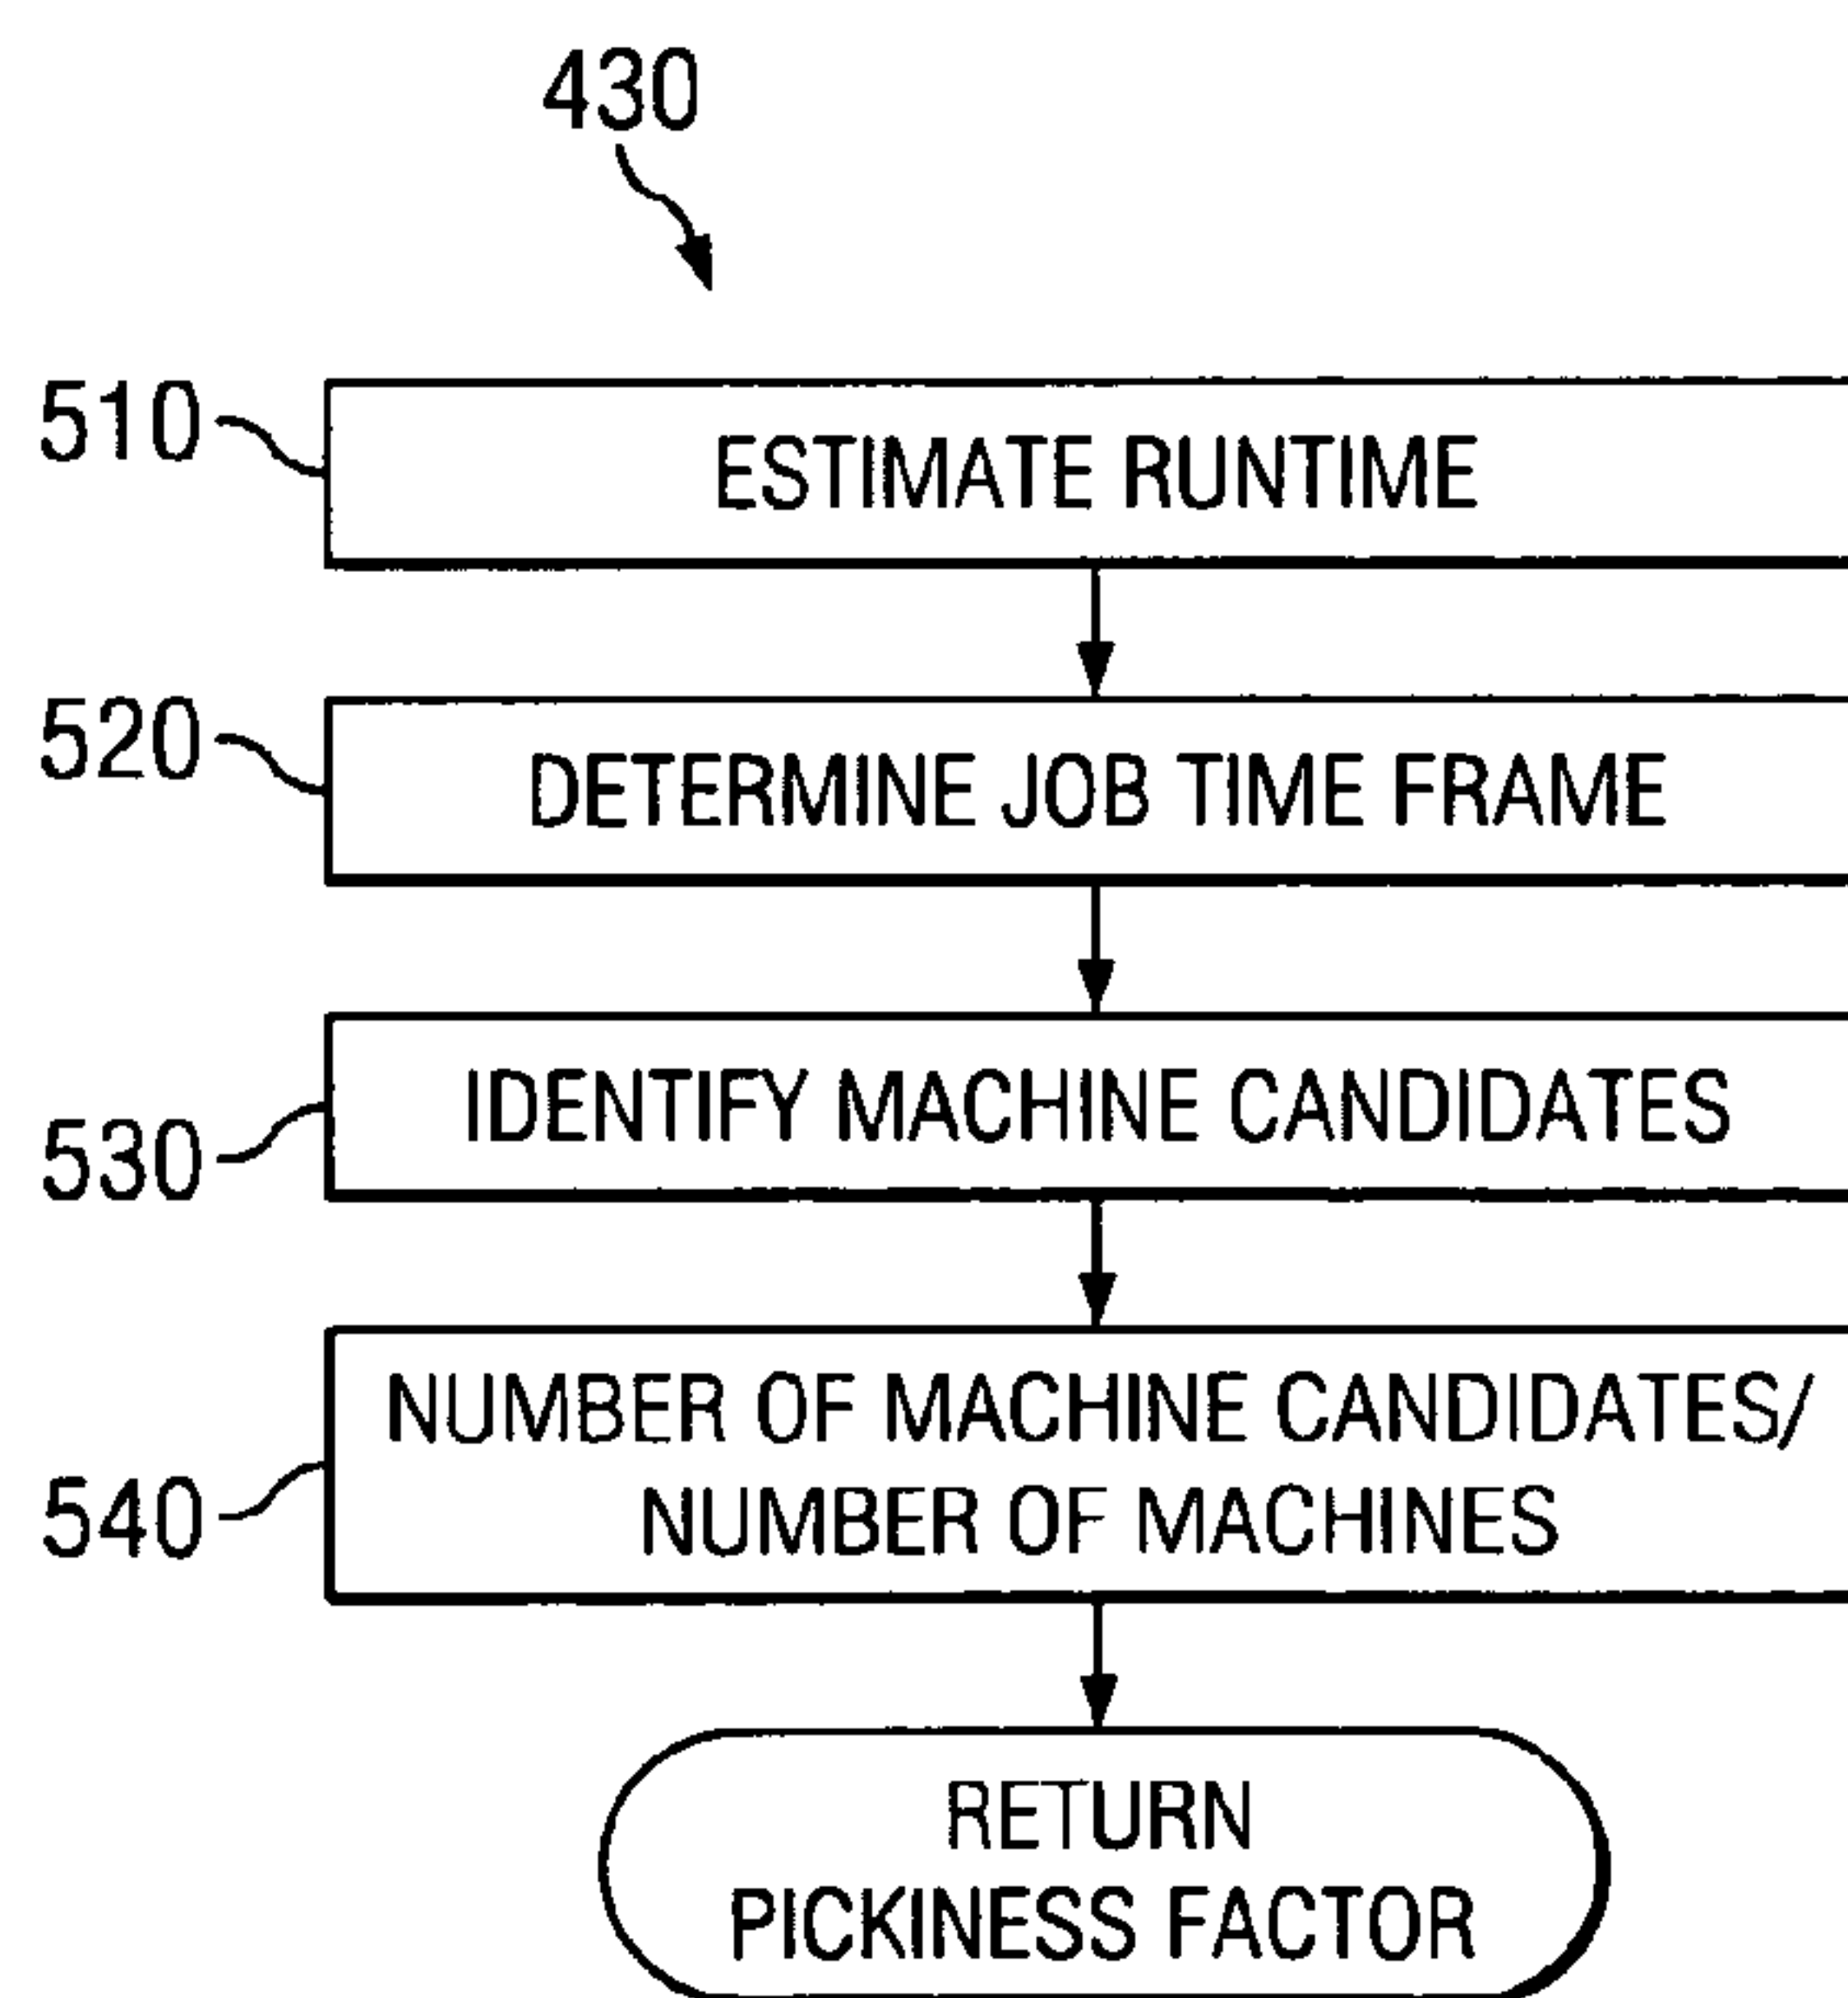 430
510
ESTIMATE RUNTIME
520
DETERMINE JOB TIME FRAME
530
IDENTIFY MACHINE CANDIDATES
540
NUMBER OF MACHINE CANDIDATES/
NUMBER OF MACHINES
RETURN
PICKINESS FACTOR